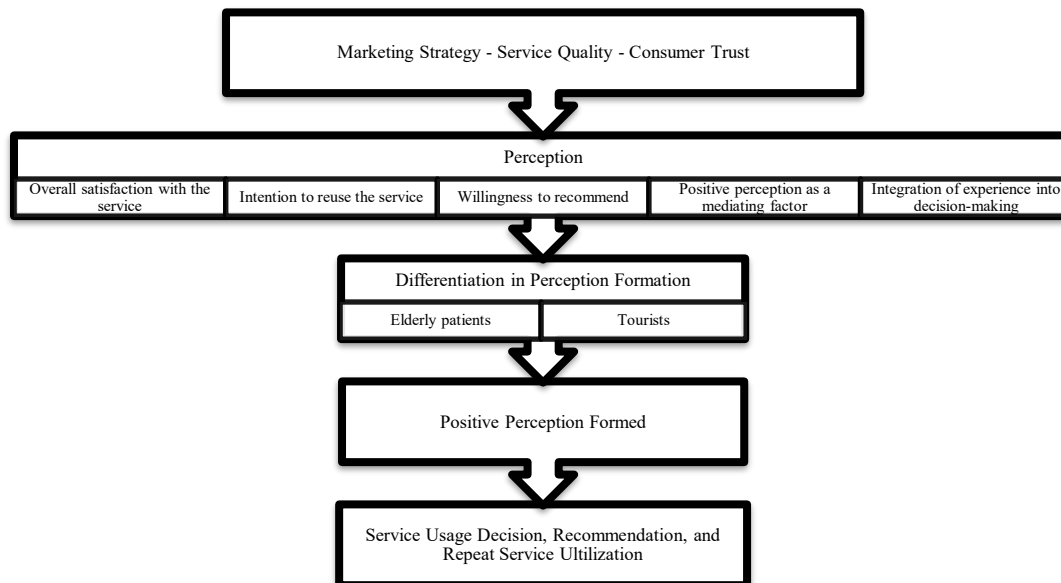 Marketing Strategy - Service Quality - Consumer Trust
Perception
Overall satisfaction with the
service
Intention to reuse the service
Willingness to recommend
Positive perception as a
mediating factor
Integration of experience into
decision-making
Differentiation in Perception Formation
Elderly patients
Tourists
Positive Perception Formed
Service Usage Decision, Recommendation, and
Repeat Service Ultilization